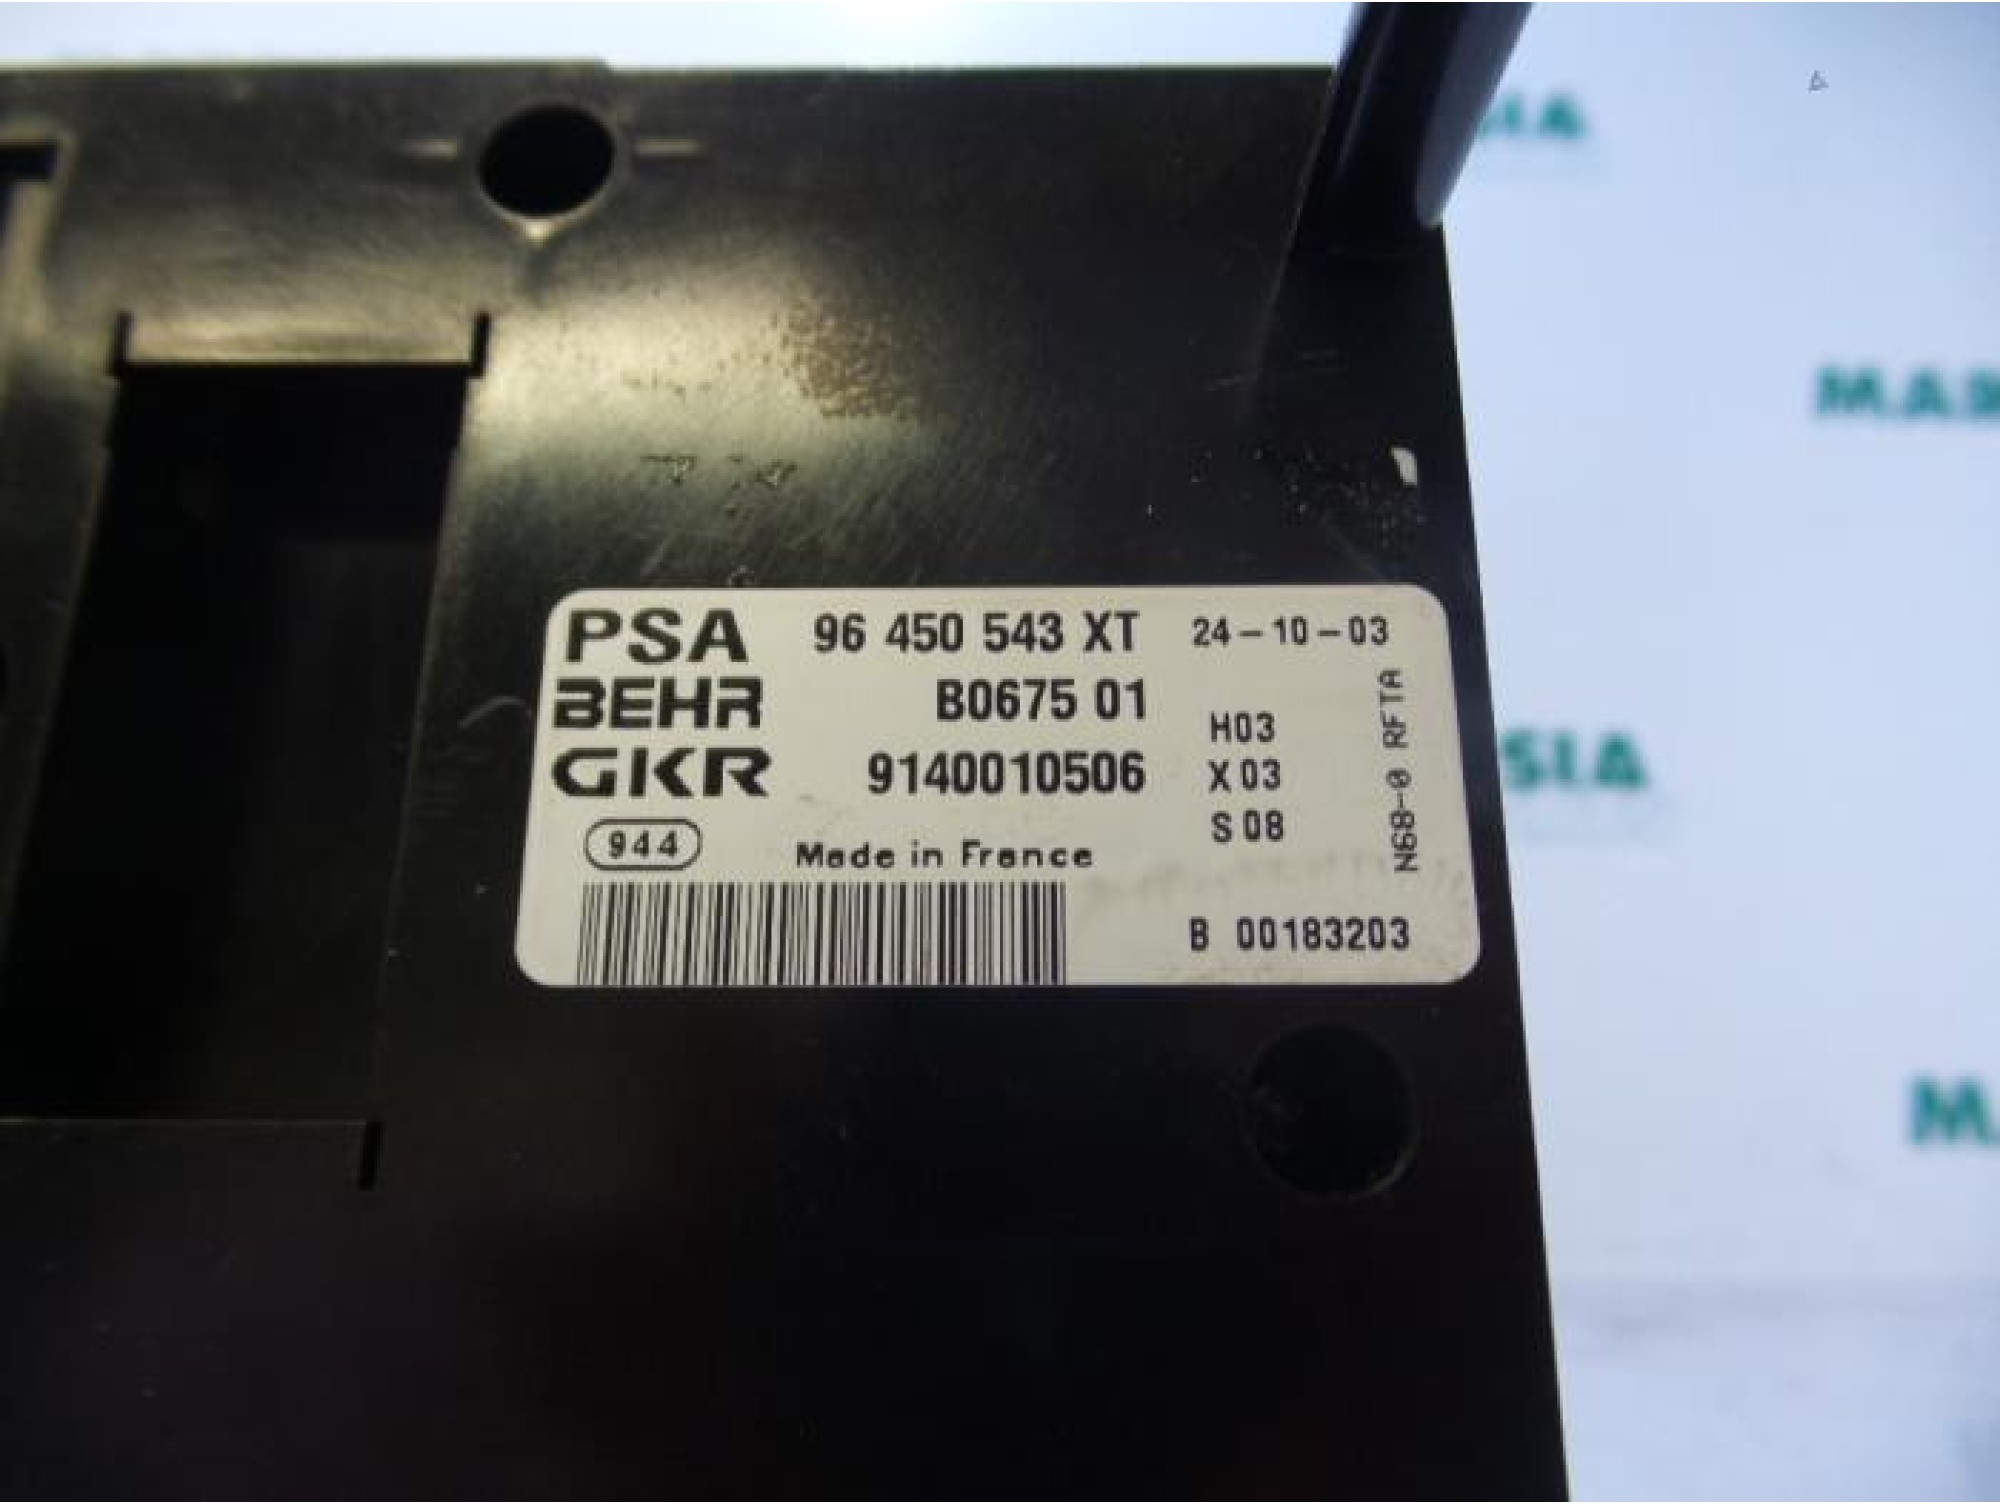 PSA 96 450 543 XT 24-10-03
BEHR B0675 01
GKR 9140010506
H03
X03
S08
N68-0 RFTA
944
Made in France
B 00183203